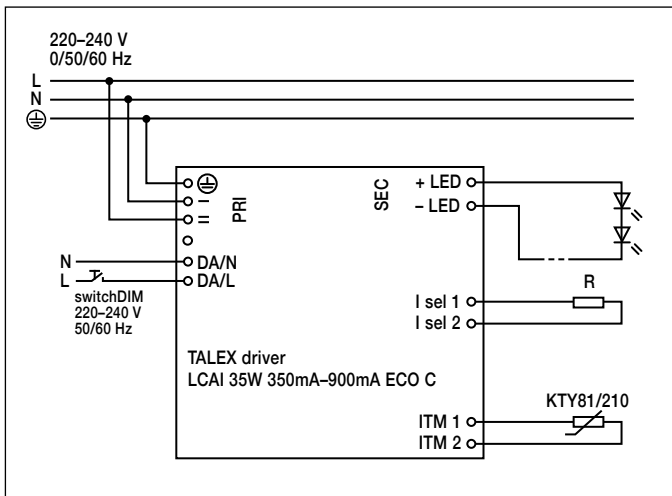 220–240 V
0/50/60 Hz
L
N
PRI
–
=
SEC
+ LED
– LED
N
DA/N
L
DA/L
switchDIM
220–240 V
50/60 Hz
R
I sel 1
I sel 2
TALEX driver
LCAI 35W 350mA–900mA ECO C
KTY81/210
ITM 1
ITM 2